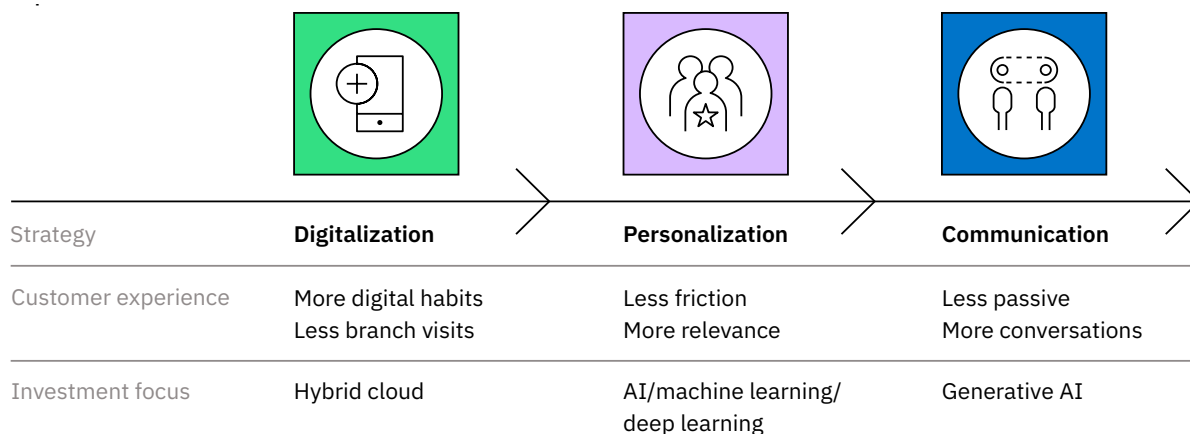 Strategy Digitalization Personalization Communication
Customer experience More digital habits Less friction Less passive
Less branch visits More relevance More conversations
Investment focus Hybrid cloud AI/machine learning/ Generative AI
deep learning